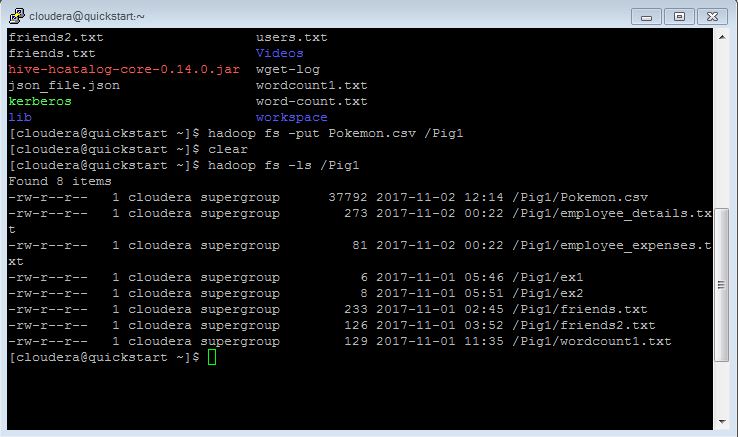 cloudera@quickstart:~
friends2.txt users.txt
friends.txt Videos
hive-hcatalog-core-0.14.0.jar wget-log
json_file.json wordcount1.txt
kerberos word-count.txt
lib workspace
[cloudera@quickstart ~]$ hadoop fs -put Pokemon.csv /Pig1
[cloudera@quickstart ~]$ clear
[cloudera@quickstart ~]$ hadoop fs -ls /Pig1
Found 8 items
-rw-r--r-- 1 cloudera supergroup 37792 2017-11-02 12:14 /Pig1/Pokemon.csv
-rw-r--r-- 1 cloudera supergroup 273 2017-11-02 00:22 /Pig1/employee_details.tx
t
-rw-r--r-- 1 cloudera supergroup 81 2017-11-02 00:22 /Pig1/employee_expenses.t
xt
-rw-r--r-- 1 cloudera supergroup 6 2017-11-01 05:46 /Pig1/ex1
-rw-r--r-- 1 cloudera supergroup 8 2017-11-01 05:51 /Pig1/ex2
-rw-r--r-- 1 cloudera supergroup 233 2017-11-01 02:45 /Pig1/friends.txt
-rw-r--r-- 1 cloudera supergroup 126 2017-11-01 03:52 /Pig1/friends2.txt
-rw-r--r-- 1 cloudera supergroup 129 2017-11-01 11:35 /Pig1/wordcount1.txt
[cloudera@quickstart ~]$